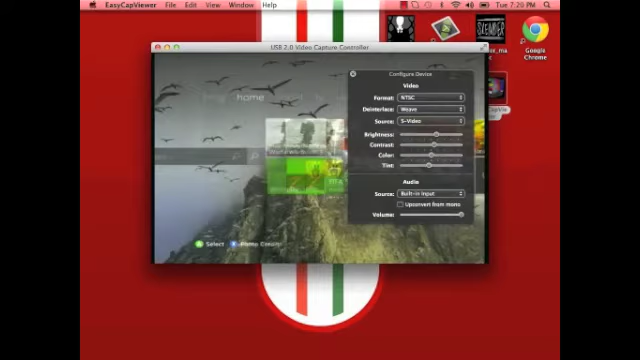 EasyCapViewer File Edit View Window Help
Tue 7:20 PM
USB 2.0 Video Capture Controller
Configure Device
Video
Format: NTSC
Deinterlace: Weave
Source: S-Video
Brightness:
Contrast:
Color:
Tint:
Audio
Source: Built-in Input
Upconvert from mono
Volume:
home
Select
Google
Chrome